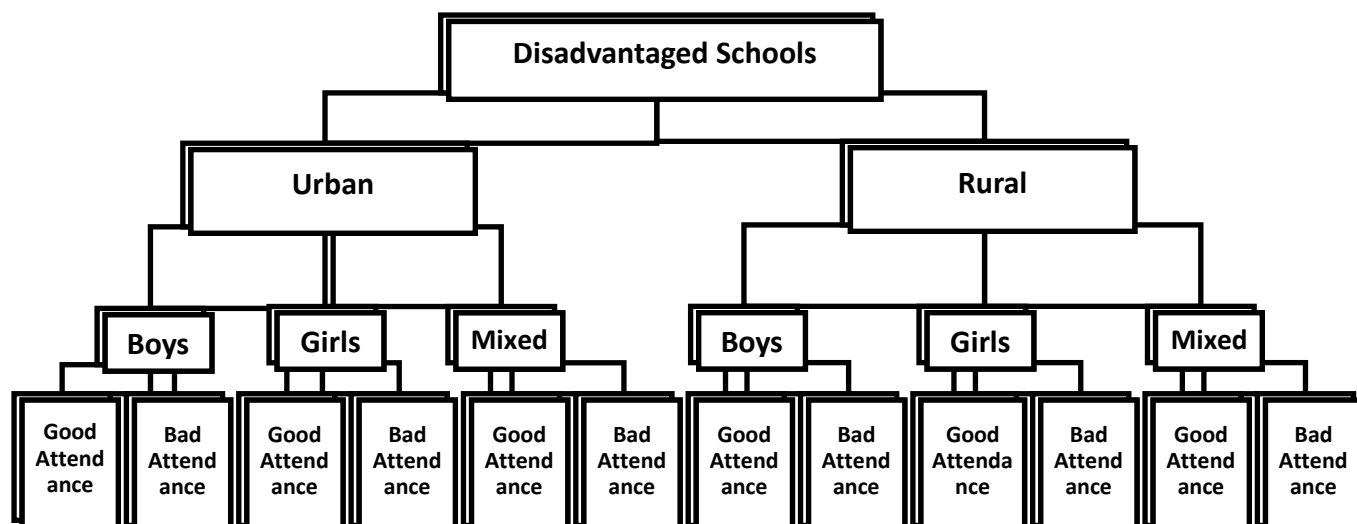 Disadvantaged Schools
Urban
Rural
Boys
Girls
Mixed
Boys
Girls
Mixed
Good
Attend
ance
Bad
Attend
ance
Good
Attend
ance
Bad
Attend
ance
Good
Attend
ance
Bad
Attend
ance
Good
Attend
ance
Bad
Attend
ance
Good
Attenda
nce
Bad
Attend
ance
Good
Attend
ance
Bad
Attend
ance